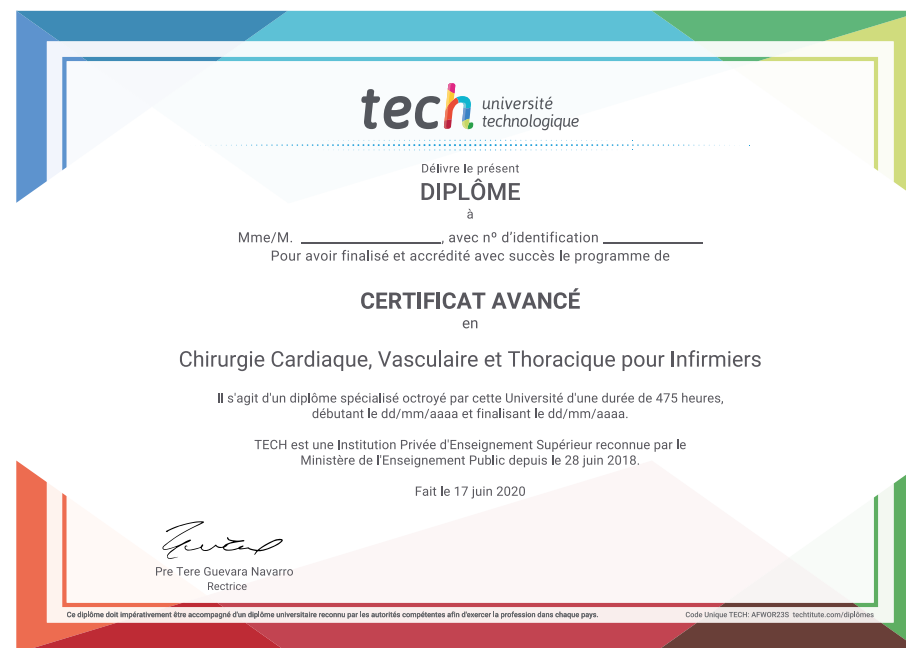 tech université
technologique
Délivre le présent
DIPLÔME
à
Mme/M. ____________________, avec nº d'identification ______________
Pour avoir finalisé et accrédité avec succès le programme de
CERTIFICAT AVANCÉ
en
Chirurgie Cardiaque, Vasculaire et Thoracique pour Infirmiers
Il s'agit d'un diplôme spécialisé octroyé par cette Université d'une durée de 475 heures,
débutant le dd/mm/aaaa et finalisant le dd/mm/aaaa.
TECH est une Institution Privée d'Enseignement Supérieur reconnue par le
Ministère de l'Enseignement Public depuis le 28 juin 2018.
Fait le 17 juin 2020
Pre Tere Guevara Navarro
Rectrice
Ce diplôme doit impérativement être accompagné d'un diplôme universitaire reconnu par les autorités compétentes afin d'exercer la profession dans chaque pays.
Code Unique TECH: AFWOR23S techtitute.com/diplômes